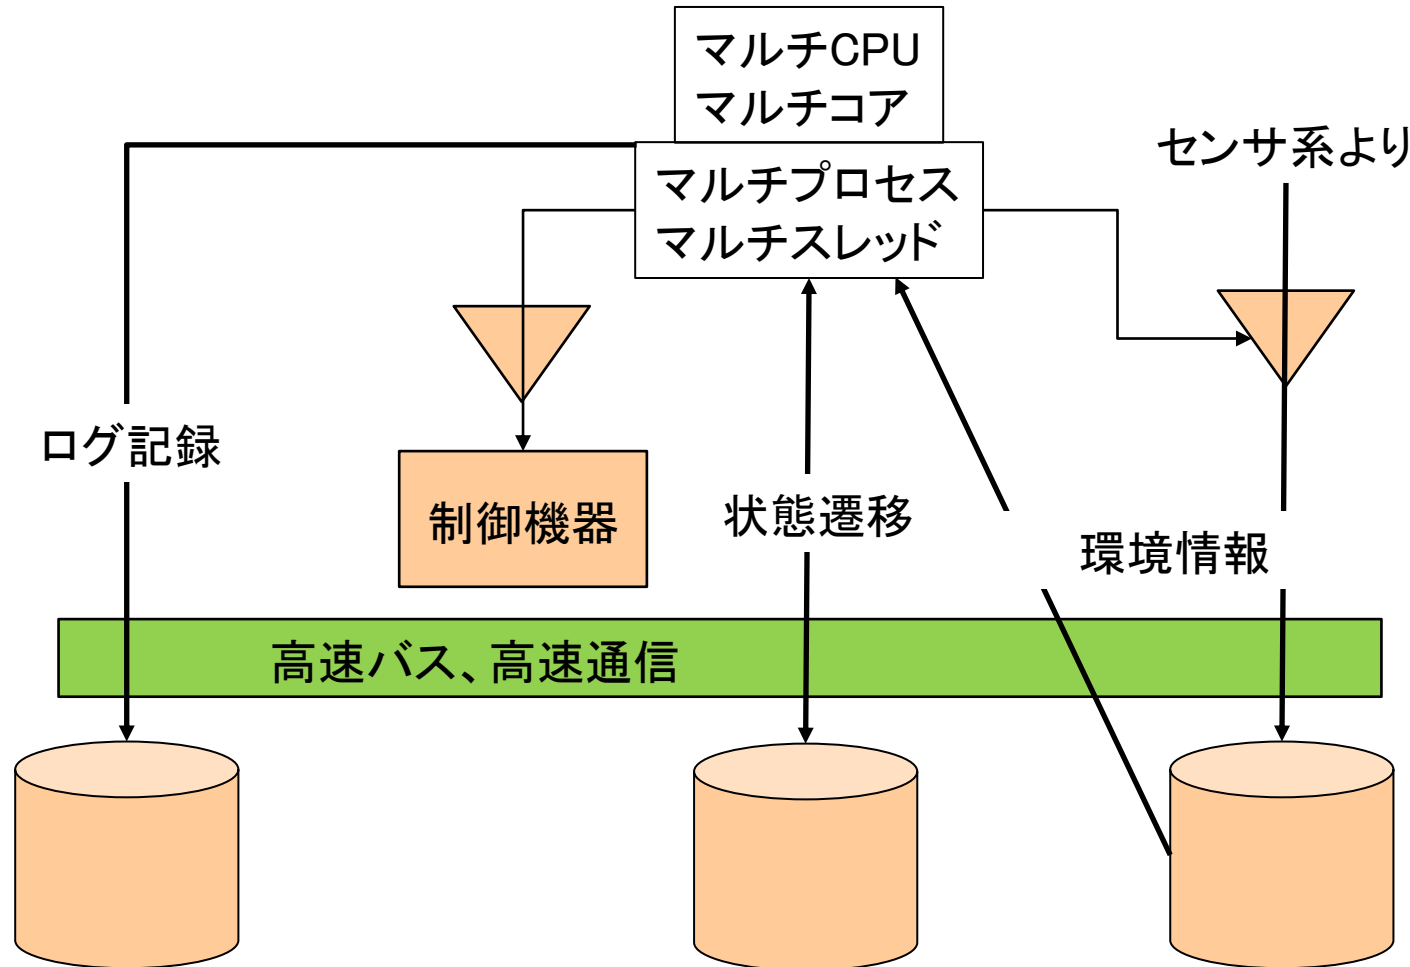 マルチCPU
マルチコア
マルチプロセス
マルチスレッド
センサ系より
ログ記録
制御機器
状態遷移
環境情報
高速バス、高速通信